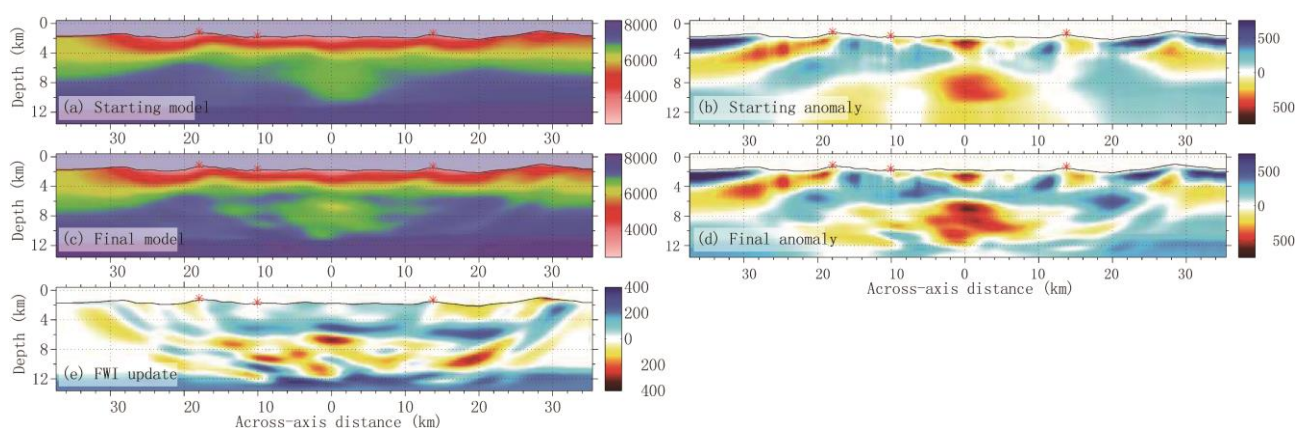 0
4
8
12
Depth (km)
(a) Starting model
30 20 10 0 10 20 30
8000
6000
4000
0
4
8
12
Depth (km)
(b) Starting anomaly
30 20 10 0 10 20 30
500
0
500
0
4
8
12
Depth (km)
(c) Final model
30 20 10 0 10 20 30
8000
6000
4000
0
4
8
12
Depth (km)
(d) Final anomaly
30 20 10 0 10 20 30
Across-axis distance (km)
500
0
500
0
4
8
12
Depth (km)
(e) FWI update
30 20 10 0 10 20 30
Across-axis distance (km)
400
200
0
200
400